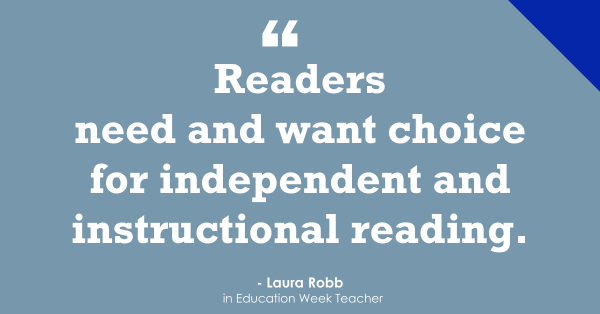 “
Readers
need and want choice
for independent and
instructional reading.
- Laura Robb
in Education Week Teacher